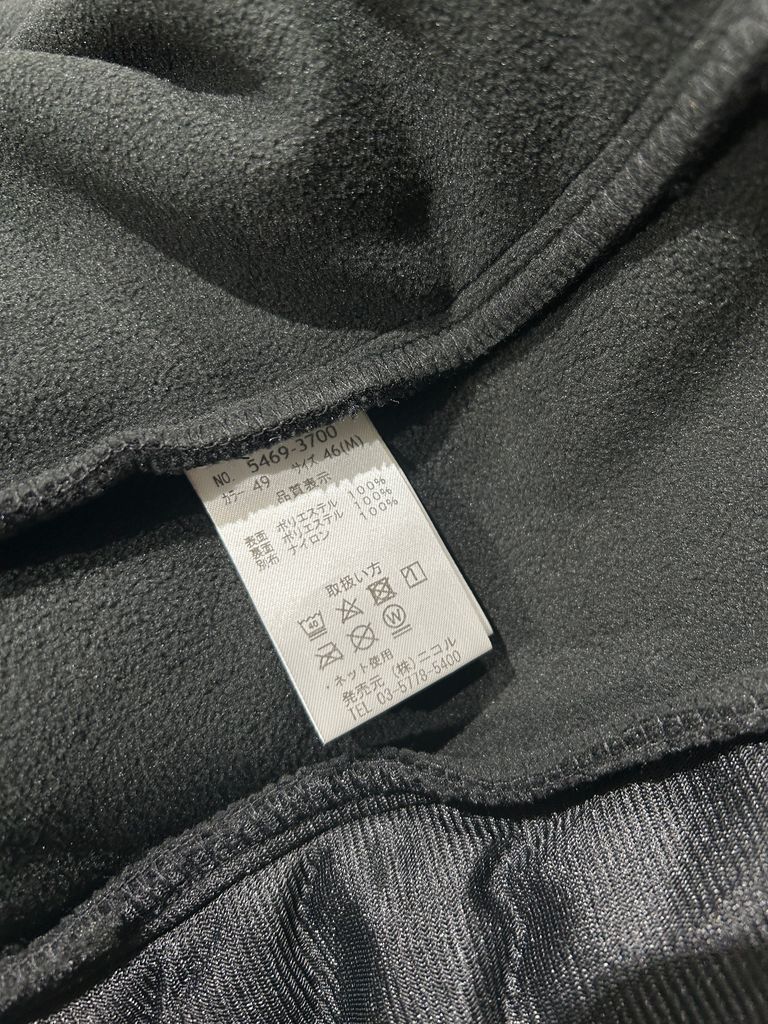 NO. 5469-3700
カラー 49 サイズ 46(M)
品質表示
表面 ポリエステル 100%
裏面 ポリエステル 100%
別布 ナイロン 100%
取扱い方
40
1
W
・ネット使用
発売元 (株)ニコル
TEL 03-5778-5400